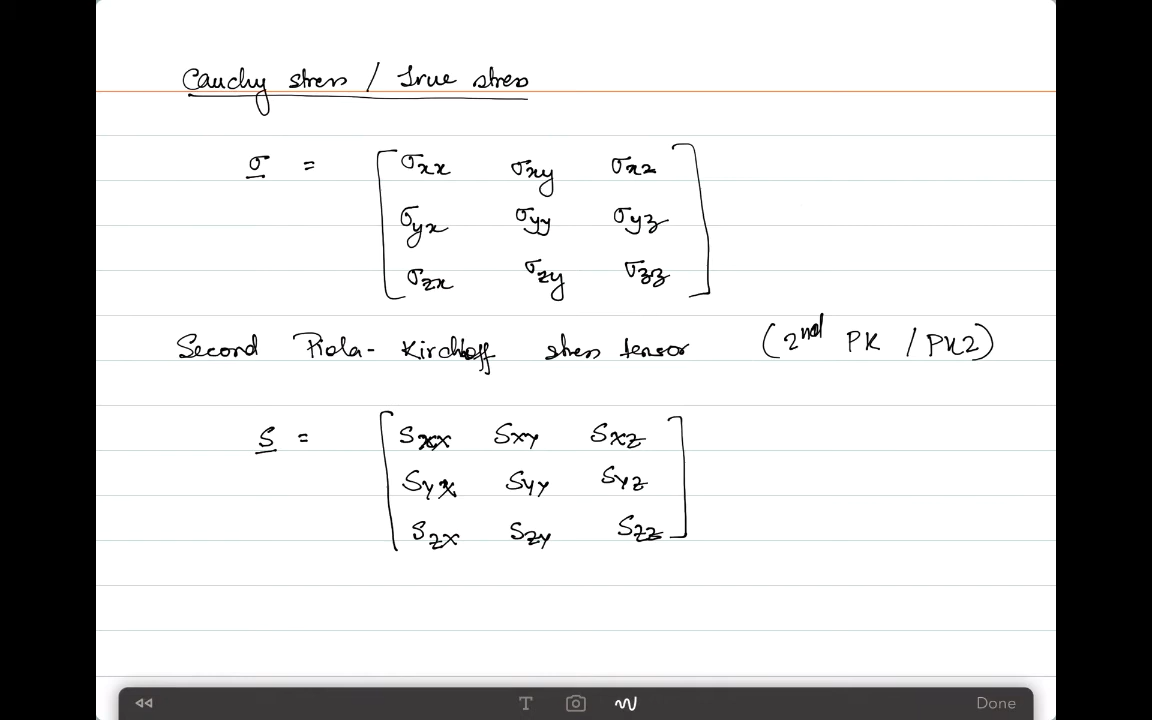 Cauchy stress / True stress
σ = [ σxx σxy σxz
σyx σyy σyz
σzx σzy σzz ]
Second Piola-Kirchhoff stress tensor (2nd PK / PK2)
S = [ SXX SXY SXZ
SYX SYY SYZ
SZX SZY SZZ ]
T Done